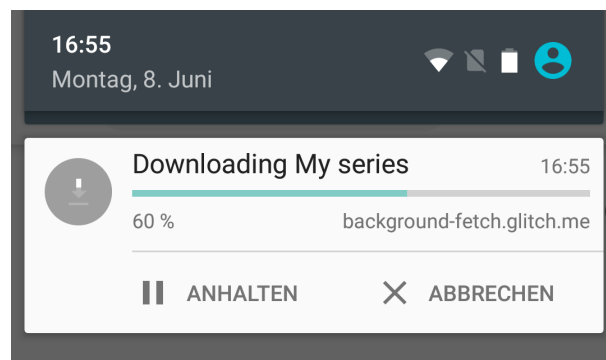 16:55
Montag, 8. Juni
Downloading My series 16:55
60 % background-fetch.glitch.me
ANHALTEN ABBRECHEN